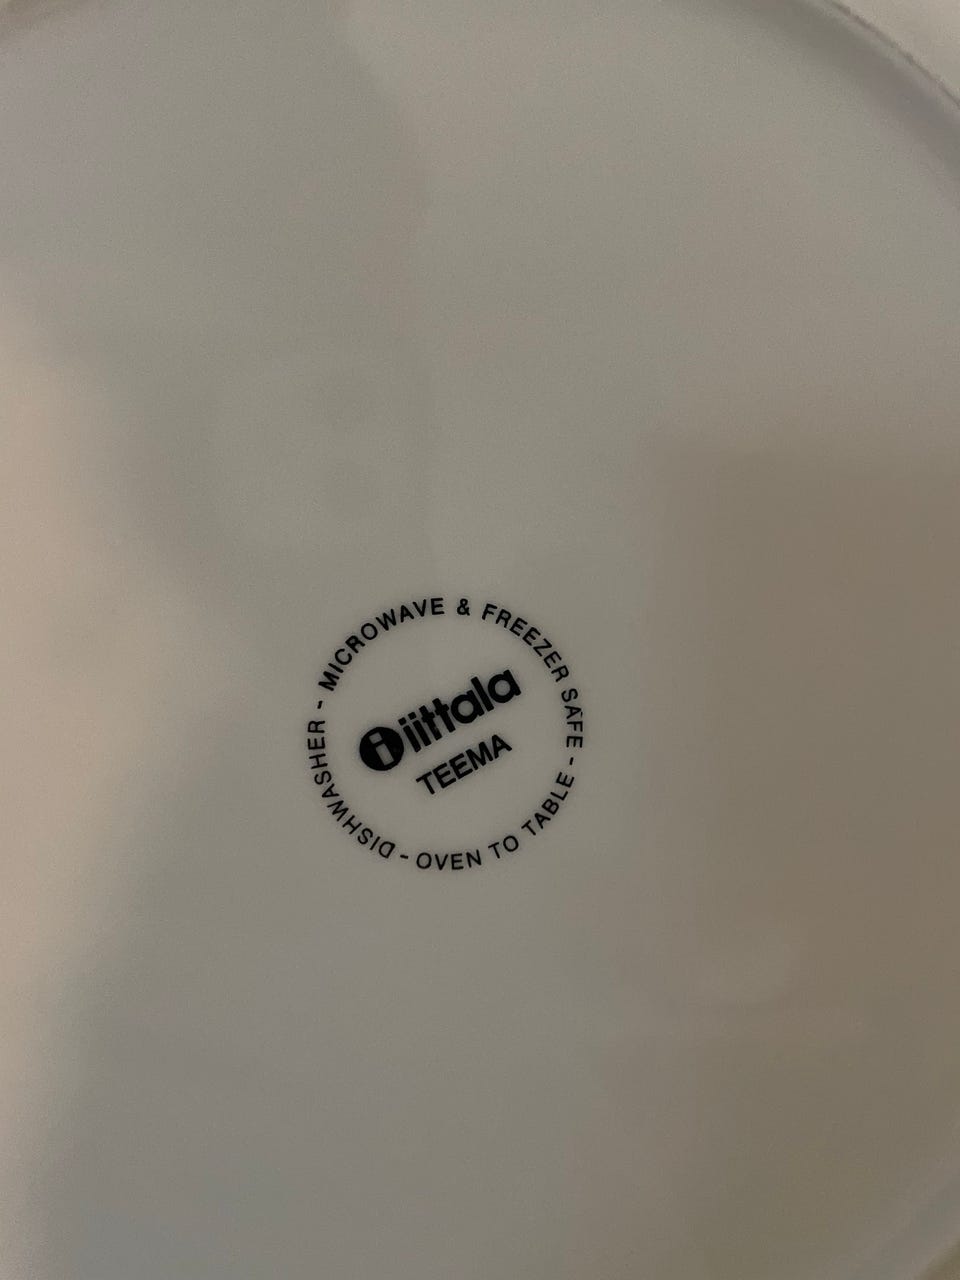 DISHWASHER - MICROWAVE & FREEZER SAFE - OVEN TO TABLE -
i iittala
TEEMA